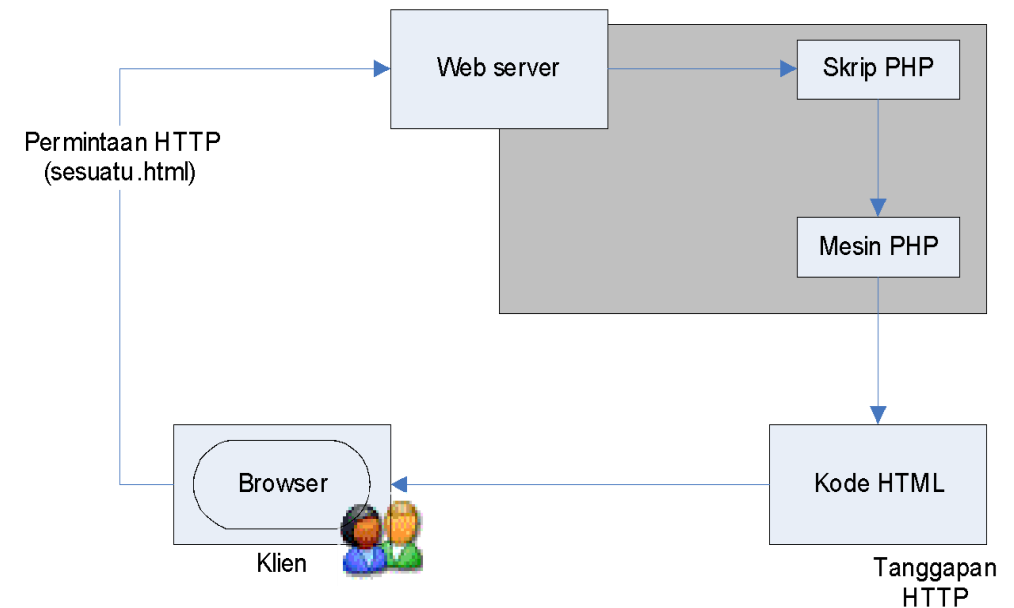 Web server
Skrip PHP
Permintaan HTTP
(sesuatu.html)
Mesin PHP
Browser
Kode HTML
Klien
Tanggapan
HTTP